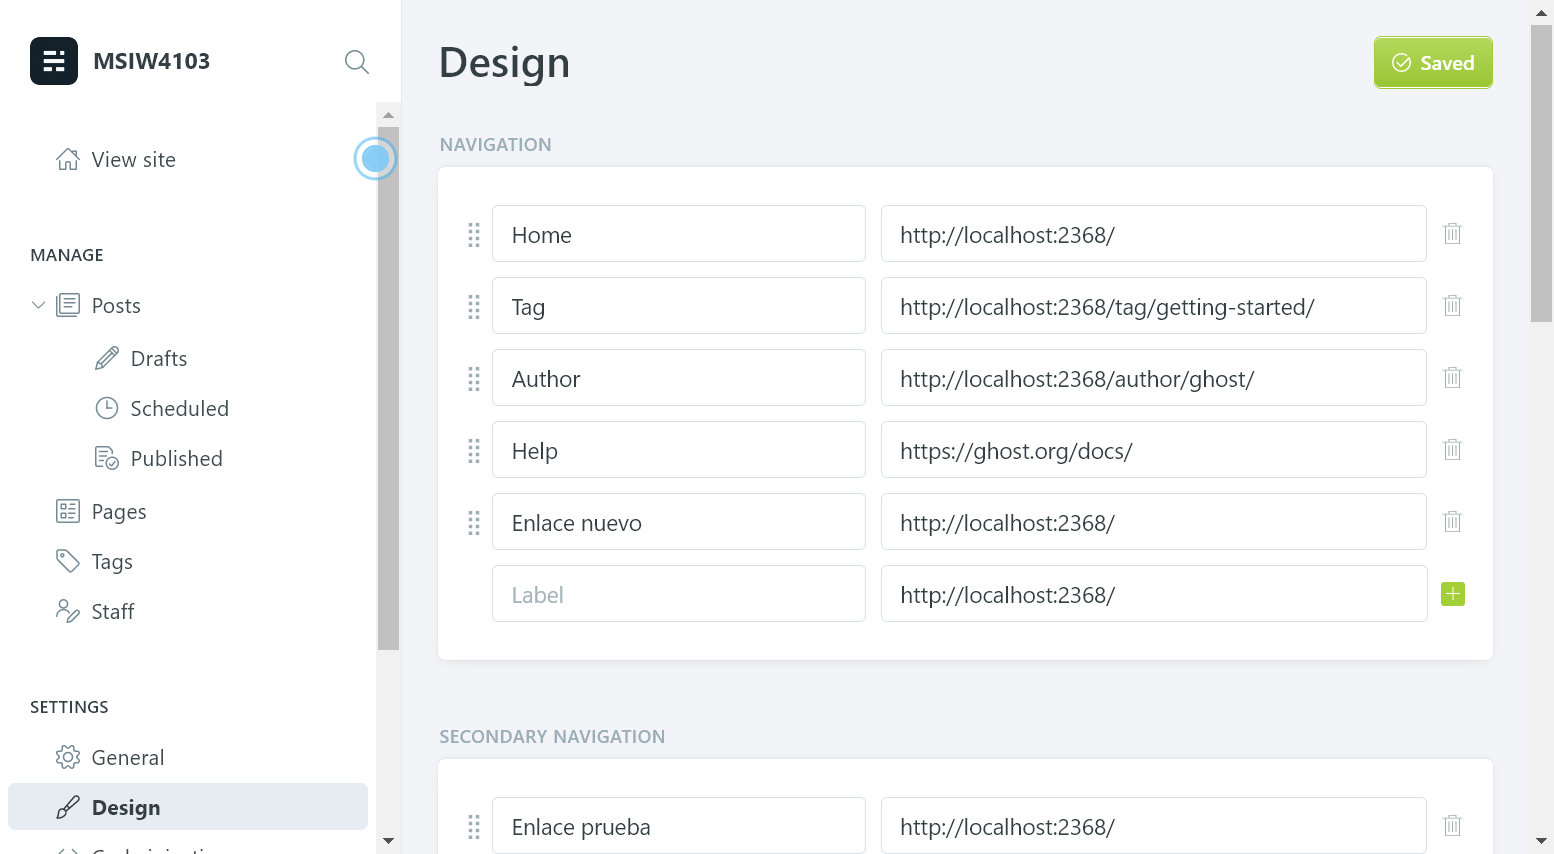 MSIW4103
View site
MANAGE
Posts
Drafts
Scheduled
Published
Pages
Tags
Staff
SETTINGS
General
Design
Design
Saved
NAVIGATION
Home http://localhost:2368/
Tag http://localhost:2368/tag/getting-started/
Author http://localhost:2368/author/ghost/
Help https://ghost.org/docs/
Enlace nuevo http://localhost:2368/
Label http://localhost:2368/
SECONDARY NAVIGATION
Enlace prueba http://localhost:2368/